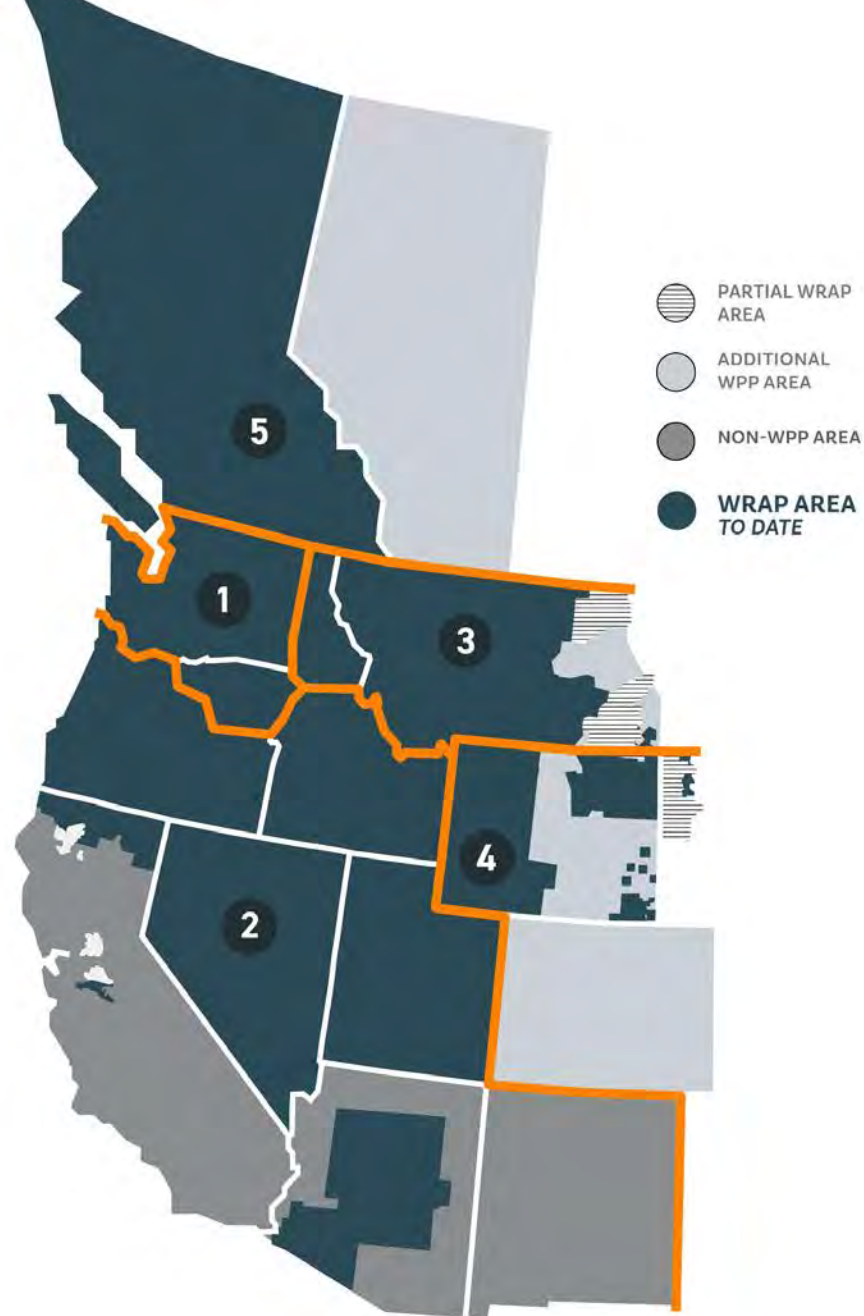 5
1
3
4
2
PARTIAL WRAP
AREA
ADDITIONAL
WPP AREA
NON-WPP AREA
WRAP AREA
TO DATE